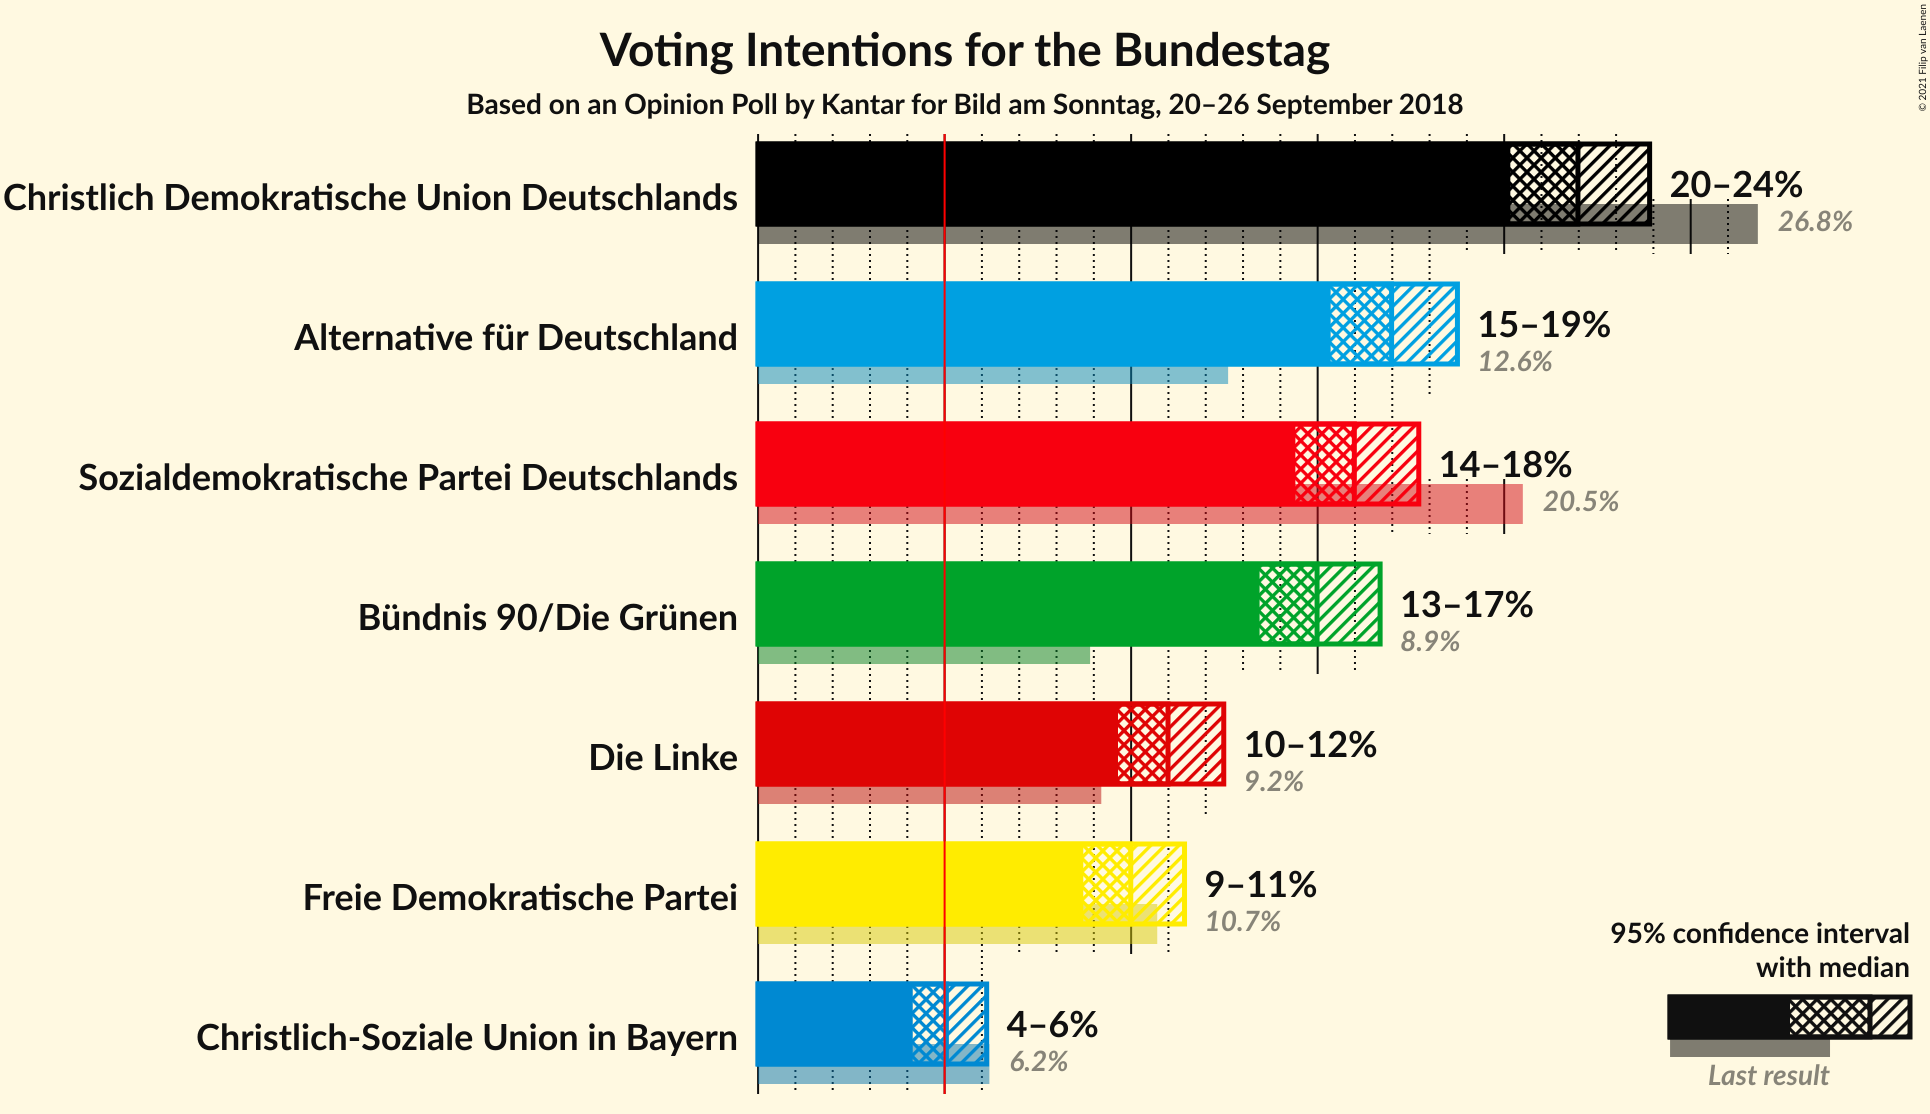 Voting Intentions for the Bundestag
Based on an Opinion Poll by Kantar for Bild am Sonntag, 20–26 September 2018
© 2021 Filip van Laenen
Christlich Demokratische Union Deutschlands
20–24%
26.8%
Alternative für Deutschland
15–19%
12.6%
Sozialdemokratische Partei Deutschlands
14–18%
20.5%
Bündnis 90/Die Grünen
13–17%
8.9%
Die Linke
10–12%
9.2%
Freie Demokratische Partei
9–11%
10.7%
Christlich-Soziale Union in Bayern
4–6%
6.2%
95% confidence interval
with median
Last result